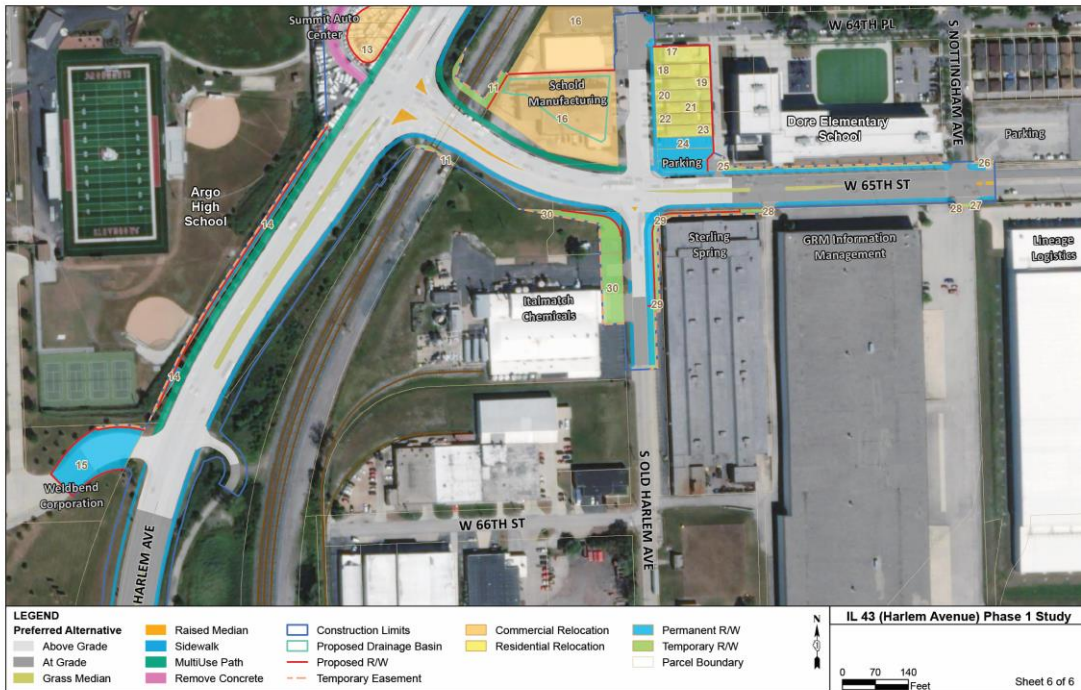 Summit Auto
Center
13
16
W 64TH PL
S NOTTINGHAM AVE
17
11
Schold
Manufacturing
18
19
20
21
16
22
23
Dore Elementary
School
Parking
24
11
Parking
25
26
W 65TH ST
Argo
High
School
14
30
29
28
28
27
Sterling
Spring
GRM Information
Management
Lineage
Logistics
30
29
Italmatch
Chemicals
14
15
Weldbend
Corporation
S OLD HARLEM AVE
W 66TH ST
HARLEM AVE
LEGEND
Preferred Alternative
Above Grade
At Grade
Grass Median
Raised Median
Sidewalk
MultiUse Path
Remove Concrete
Construction Limits
Proposed Drainage Basin
Proposed R/W
Temporary Easement
Commercial Relocation
Residential Relocation
Permanent R/W
Temporary R/W
Parcel Boundary
N
0 70 140
Feet
IL 43 (Harlem Avenue) Phase 1 Study
Sheet 6 of 6